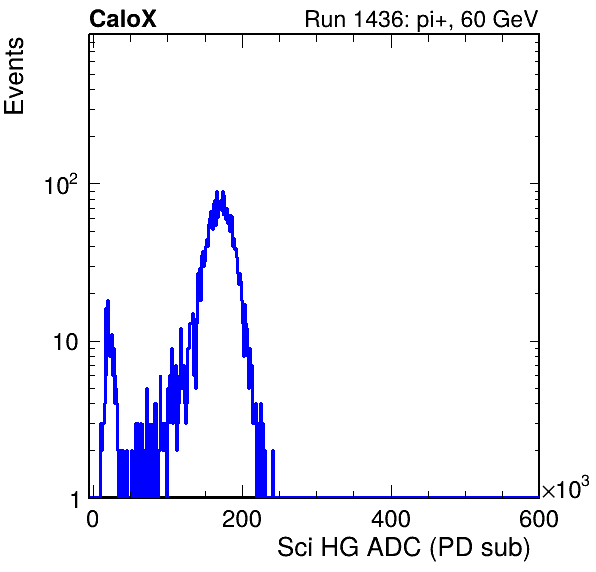 CaloX Run 1436: pi+, 60 GeV
Events
10²
10
1
0 200 400 600
×10³
Sci HG ADC (PD sub)